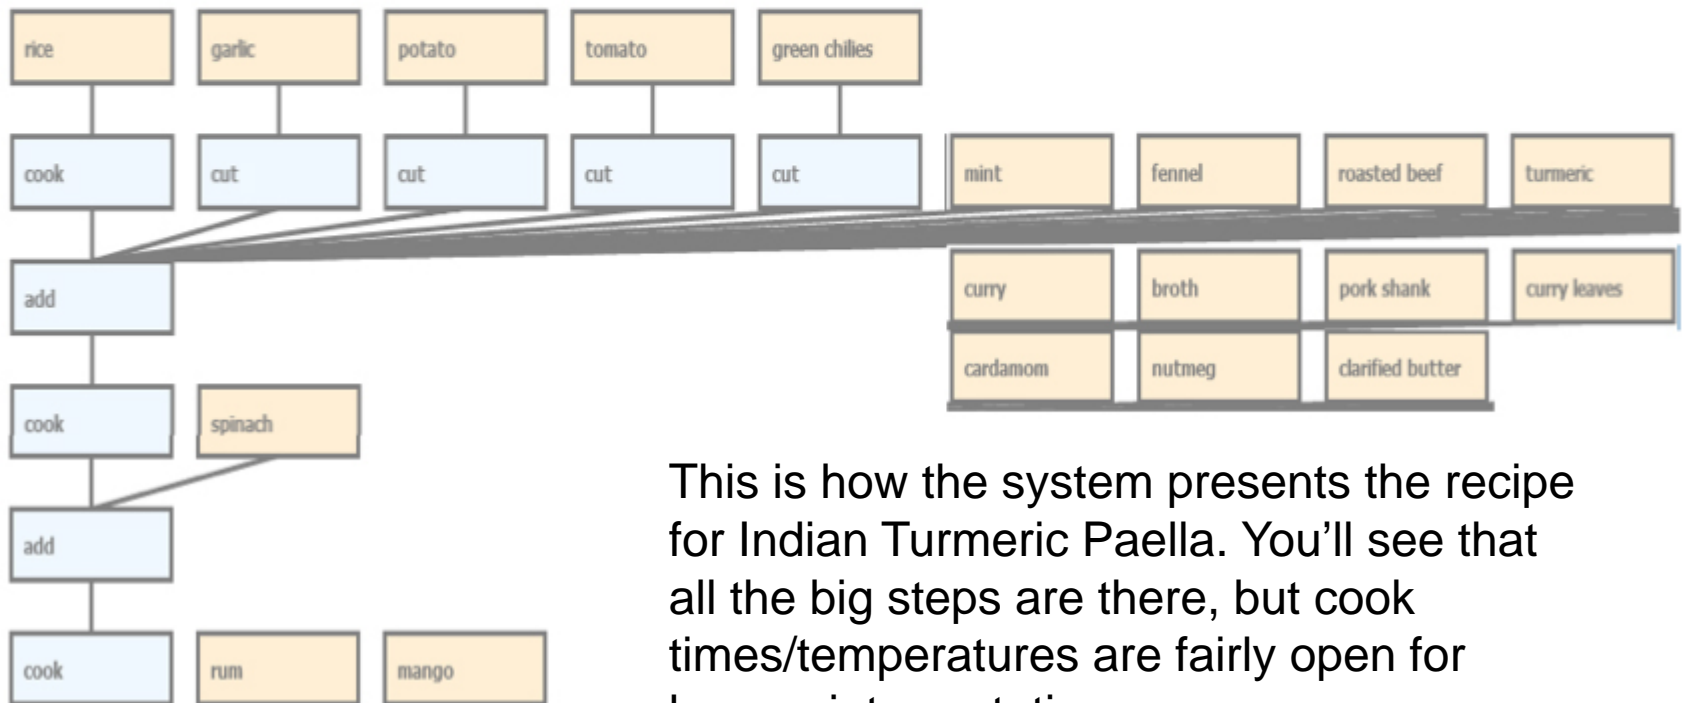 rice garlic potato tomato green chilies
cook cut cut cut cut mint fennel roasted beef turmeric
add curry broth pork shank curry leaves
cardamom nutmeg clarified butter
cook spinach
This is how the system presents the recipe
for Indian Turmeric Paella. You’ll see that
add
all the big steps are there, but cook
times/temperatures are fairly open for
cook rum mango